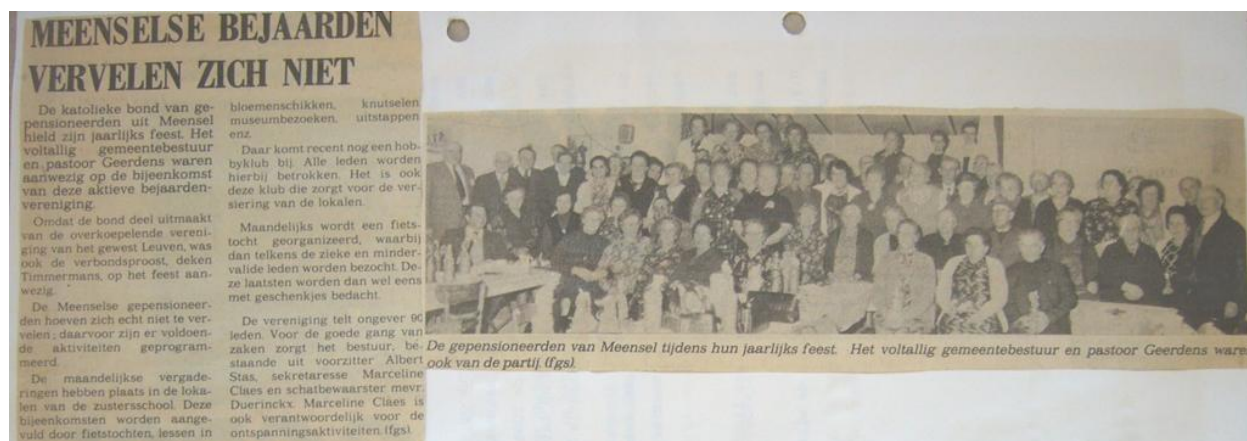 MEENSELSE BEJAARDEN
VERVELEN ZICH NIET
De katolieke bond van ge-
pensioneerden uit Meensel
hield zijn jaarlijks feest. Het
voltallig gemeentebestuur
en pastoor Geerdens waren
aanwezig op de bijeenkomst
van deze aktieve bejaarden-
vereniging.
Omdat de bond deel uitmaakt
van de overkoepelende vereni-
ging van het gewest Leuven, was
ook de verbondsproost, deken
Timmermans, op het feest aan-
wezig.
De Meenselse gepensioneer-
den hoeven zich echt niet te ver-
velen; daarvoor zijn er voldoen-
de aktiviteiten geprogram-
meerd.
De maandelijkse vergade-
ringen hebben plaats in de loka-
len van de zustersschool. Deze
bijeenkomsten worden aange-
vuld door fietstochten, lessen in
bloemenschikken, knutselen
museumbezoeken, uitstappen
enz.
Daar komt recent nog een hob-
byklub bij. Alle leden worden
hierbij betrokken. Het is ook
deze klub die zorgt voor de ver-
siering van de lokalen.
Maandelijks wordt een fiets-
tocht georganizeerd, waarbij
dan telkens de zieke en minder-
valide leden worden bezocht. De-
ze laatsten worden dan wel eens
met geschenkjes bedacht.
De vereniging telt ongever 90
leden. Voor de goede gang van
zaken zorgt het bestuur, be-
staande uit voorzitter Albert
Stas, sekretaresse Marceline
Claes en schatbewaarster mevr.
Duerinckx. Marceline Claes is
ook verantwoordelijk voor de
ontspanningsaktiviteiten. (fgs).
De gepensioneerden van Meensel tijdens hun jaarlijks feest. Het voltallig gemeentebestuur en pastoor Geerdens ware
ook van de partij. (fgs).